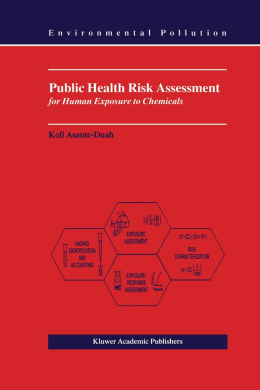 Environmental Pollution
Public Health Risk Assessment
for Human Exposure to Chemicals
Kofi Asante-Duah
HAZARD
IDENTIFICATION
AND
ACCOUNTING
EXPOSURE
ASSESSMENT
EXPOSURE-
RESPONSE
ASSESSMENT
RISK
CHARACTERIZATION
Kluwer Academic Publishers